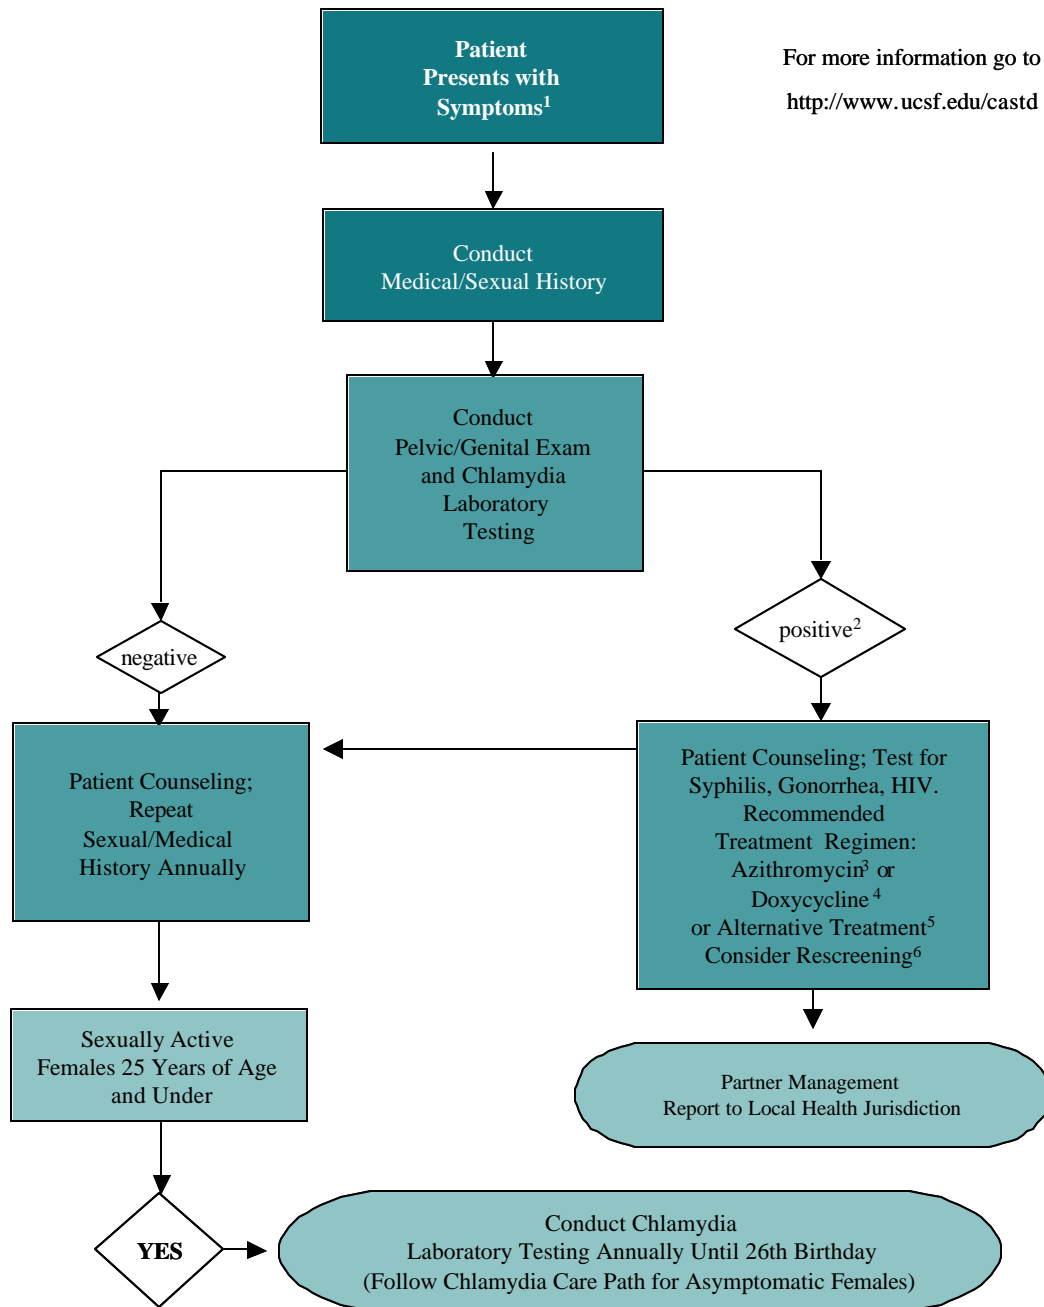 Patient
Presents with
Symptoms1
For more information go to
http://www.ucsf.edu/castd
Conduct
Medical/Sexual History
Conduct
Pelvic/Genital Exam
and Chlamydia
Laboratory
Testing
negative
positive2
Patient Counseling;
Repeat
Sexual/Medical
History Annually
Patient Counseling; Test for
Syphilis, Gonorrhea, HIV.
Recommended
Treatment Regimen:
Azithromycin3 or
Doxycycline 4
or Alternative Treatment5
Consider Rescreening6
Sexually Active
Females 25 Years of Age
and Under
Partner Management
Report to Local Health Jurisdiction
YES
Conduct Chlamydia
Laboratory Testing Annually Until 26th Birthday
(Follow Chlamydia Care Path for Asymptomatic Females)